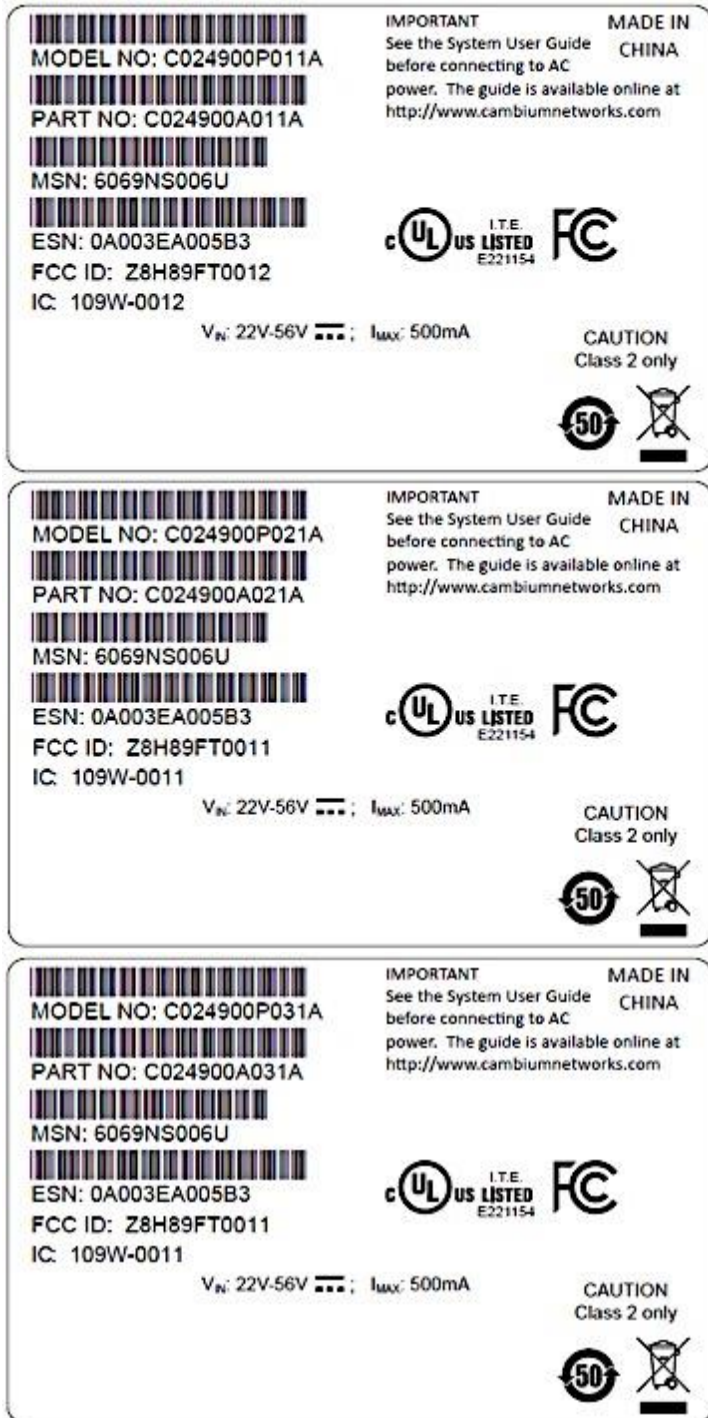 MODEL NO: C024900P011A
PART NO: C024900A011A
MSN: 6069NS006U
ESN: 0A003EA005B3
FCC ID: Z8H89FT0012
IC: 109W-0012
IMPORTANT
See the System User Guide
before connecting to AC
power. The guide is available online at
http://www.cambiumnetworks.com
MADE IN
CHINA
c UL US LISTED
I.T.E.
E221154
FC
VIN: 22V-56V ; IMAX: 500mA
CAUTION
Class 2 only
50
MODEL NO: C024900P021A
PART NO: C024900A021A
MSN: 6069NS006U
ESN: 0A003EA005B3
FCC ID: Z8H89FT0011
IC: 109W-0011
IMPORTANT
See the System User Guide
before connecting to AC
power. The guide is available online at
http://www.cambiumnetworks.com
MADE IN
CHINA
c UL US LISTED
I.T.E.
E221154
FC
VIN: 22V-56V ; IMAX: 500mA
CAUTION
Class 2 only
50
MODEL NO: C024900P031A
PART NO: C024900A031A
MSN: 6069NS006U
ESN: 0A003EA005B3
FCC ID: Z8H89FT0011
IC: 109W-0011
IMPORTANT
See the System User Guide
before connecting to AC
power. The guide is available online at
http://www.cambiumnetworks.com
MADE IN
CHINA
c UL US LISTED
I.T.E.
E221154
FC
VIN: 22V-56V ; IMAX: 500mA
CAUTION
Class 2 only
50